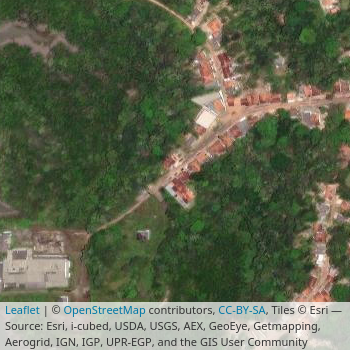 Leaflet | © OpenStreetMap contributors, CC-BY-SA, Tiles © Esri —
Source: Esri, i-cubed, USDA, USGS, AEX, GeoEye, Getmapping,
Aerogrid, IGN, IGP, UPR-EGP, and the GIS User Community